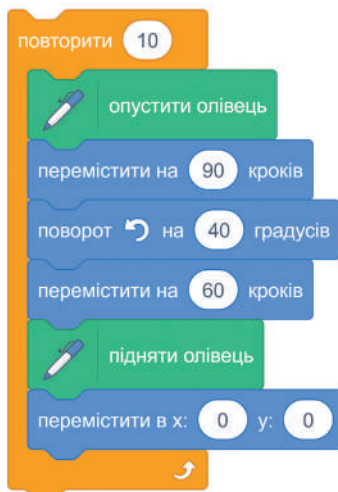 повторити 10
опустити олівець
перемістити на 90 кроків
поворот на 40 градусів
перемістити на 60 кроків
підняти олівець
перемістити в x: 0 y: 0